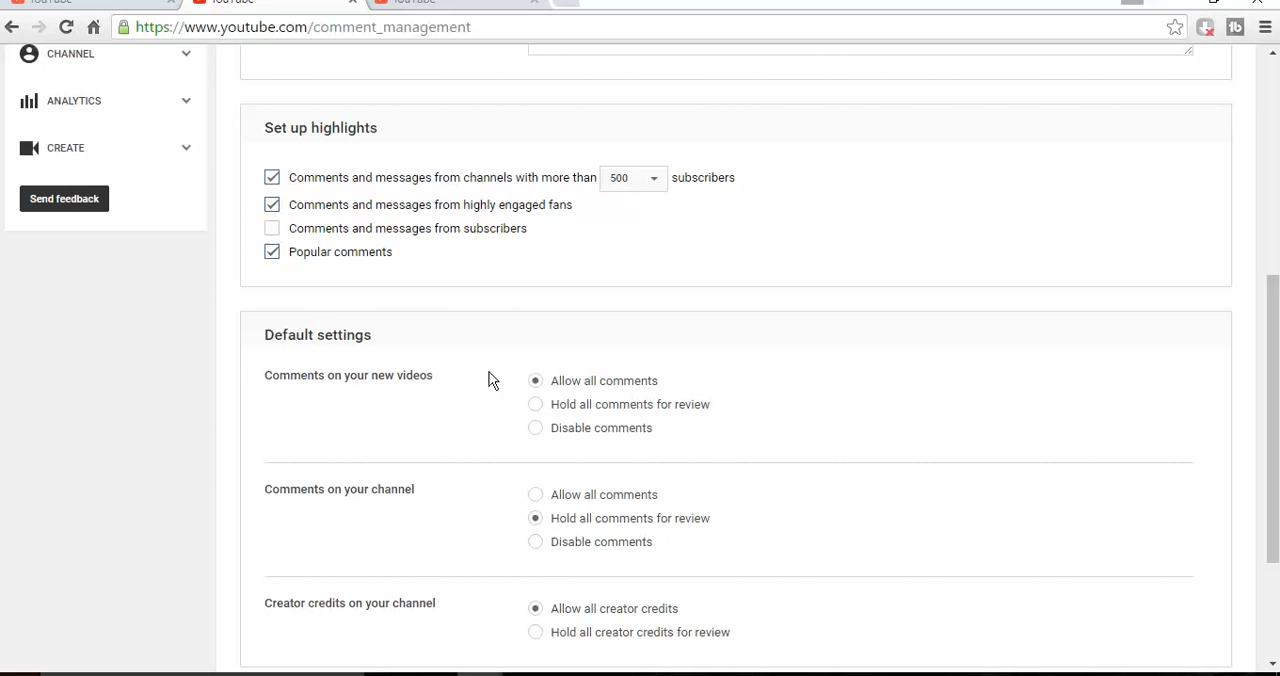 YouTube YouTube YouTube
https://www.youtube.com/comment_management
CHANNEL
ANALYTICS
CREATE
Send feedback
Set up highlights
Comments and messages from channels with more than 500 subscribers
Comments and messages from highly engaged fans
Comments and messages from subscribers
Popular comments
Default settings
Comments on your new videos
Allow all comments
Hold all comments for review
Disable comments
Comments on your channel
Allow all comments
Hold all comments for review
Disable comments
Creator credits on your channel
Allow all creator credits
Hold all creator credits for review